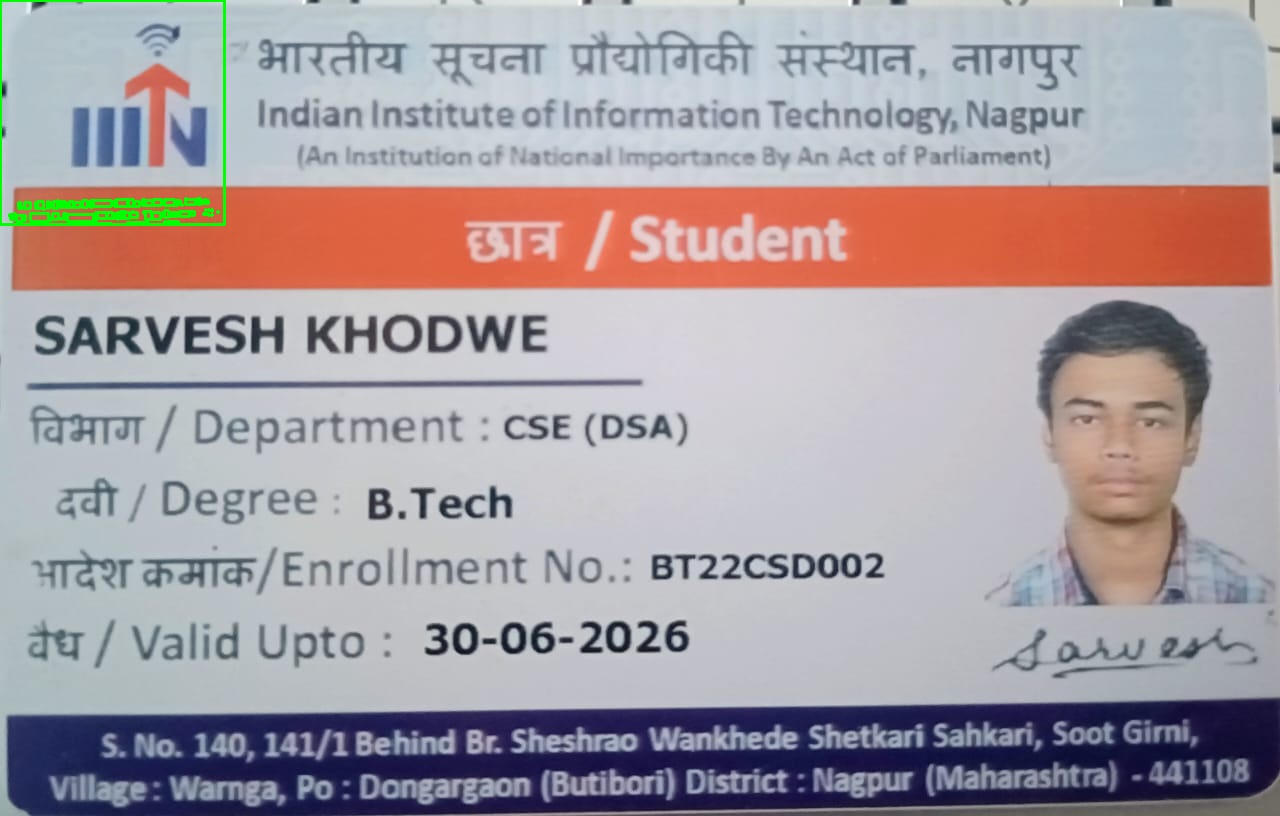 IIITN
भारतीय सूचना प्रौद्योगिकी संस्थान, नागपुर
Indian Institute of Information Technology, Nagpur
(An Institution of National Importance By An Act of Parliament)
छात्र / Student
SARVESH KHODWE
विभाग / Department : CSE (DSA)
दवी / Degree : B.Tech
आदेश कमांक/Enrollment No.: BT22CSD002
वैध / Valid Upto : 30-06-2026
Sarvesh
S. No. 140, 141/1 Behind Br. Sheshrao Wankhede Shetkari Sahkari, Soot Girni,
Village : Warnga, Po : Dongargaon (Butibori) District : Nagpur (Maharashtra) - 441108